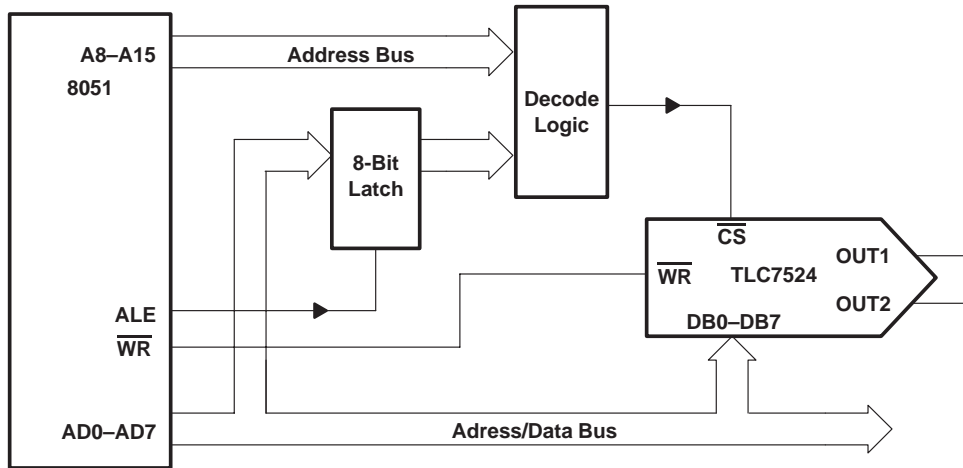 A8–A15
8051
Address Bus
Decode
Logic
8-Bit
Latch
CS
OUT1
WR
TLC7524
OUT2
DB0–DB7
ALE
WR
AD0–AD7
Adress/Data Bus